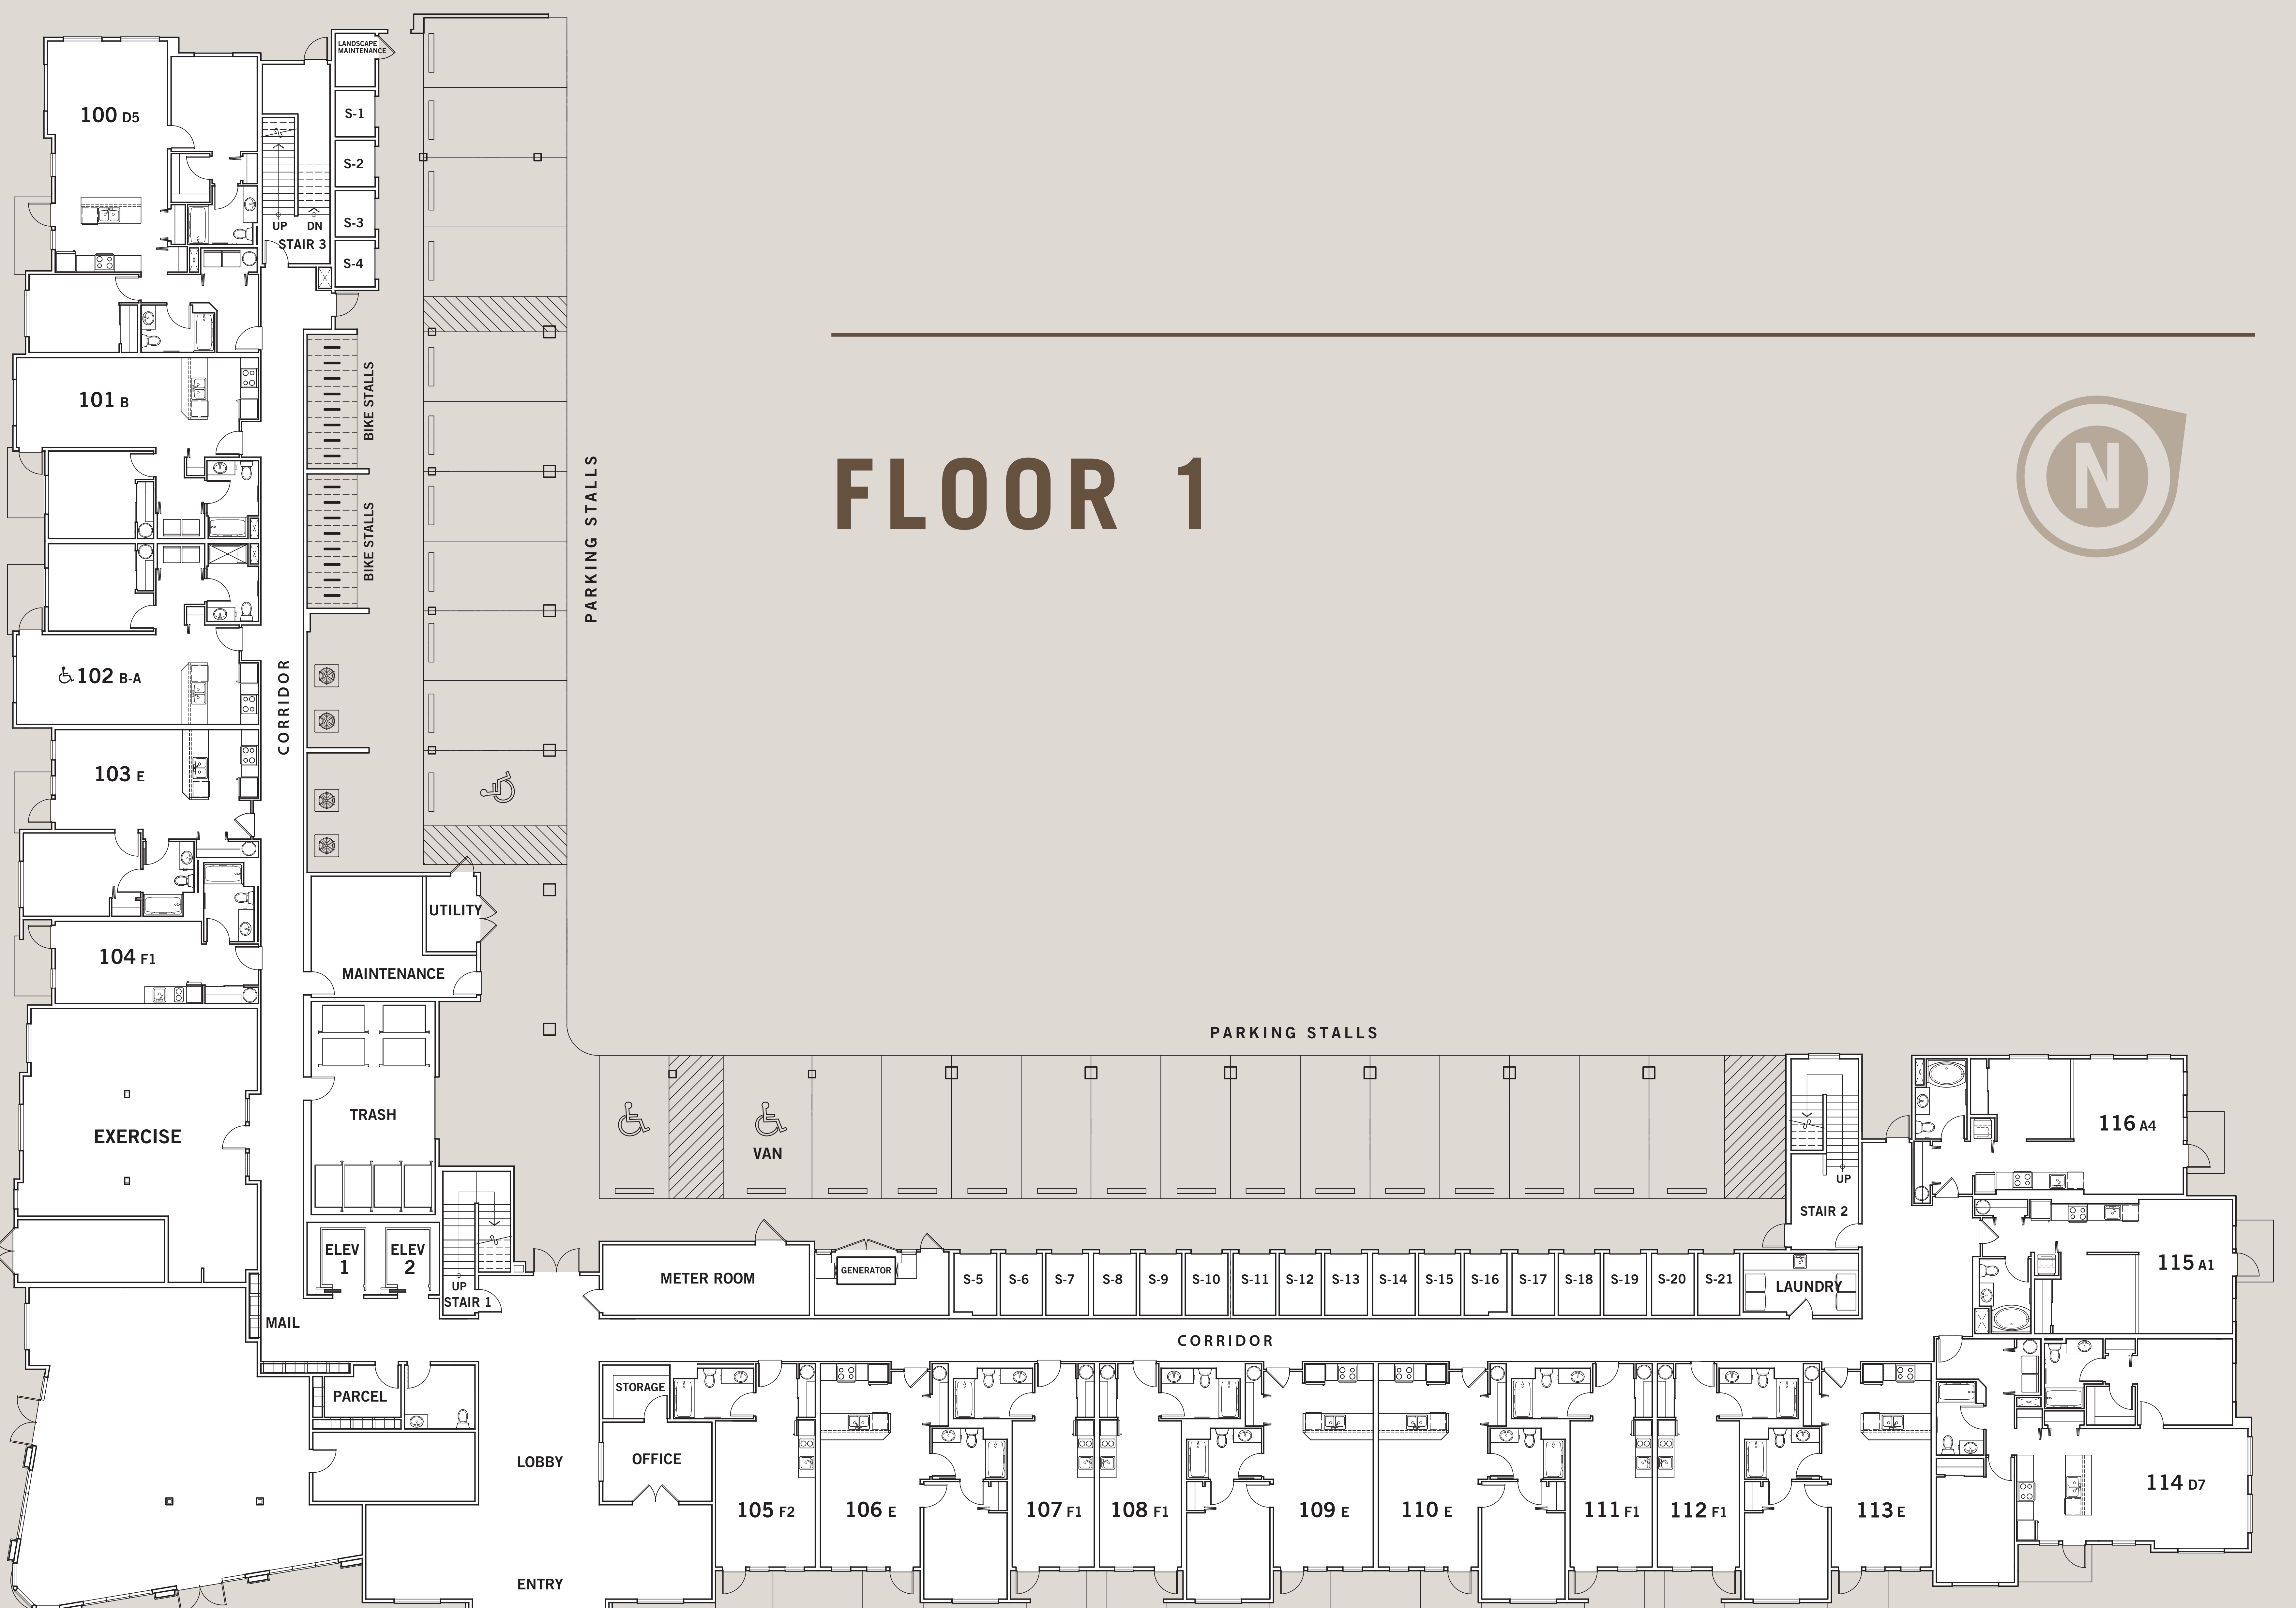 FLOOR 1
N
LANDSCAPE
MAINTENANCE
100 D5
S-1
S-2
S-3
S-4
UP DN
STAIR 3
101 B
BIKE STALLS
BIKE STALLS
PARKING STALLS
102 B-A
CORRIDOR
103 E
104 F1
UTILITY
MAINTENANCE
EXERCISE
TRASH
ELEV
1
ELEV
2
UP
STAIR 1
MAIL
PARCEL
LOBBY
ENTRY
PARKING STALLS
VAN
METER ROOM
GENERATOR
S-5
S-6
S-7
S-8
S-9
S-10
S-11
S-12
S-13
S-14
S-15
S-16
S-17
S-18
S-19
S-20
S-21
LAUNDRY
UP
STAIR 2
CORRIDOR
STORAGE
OFFICE
105 F2
106 E
107 F1
108 F1
109 E
110 E
111 F1
112 F1
113 E
114 D7
115 A1
116 A4